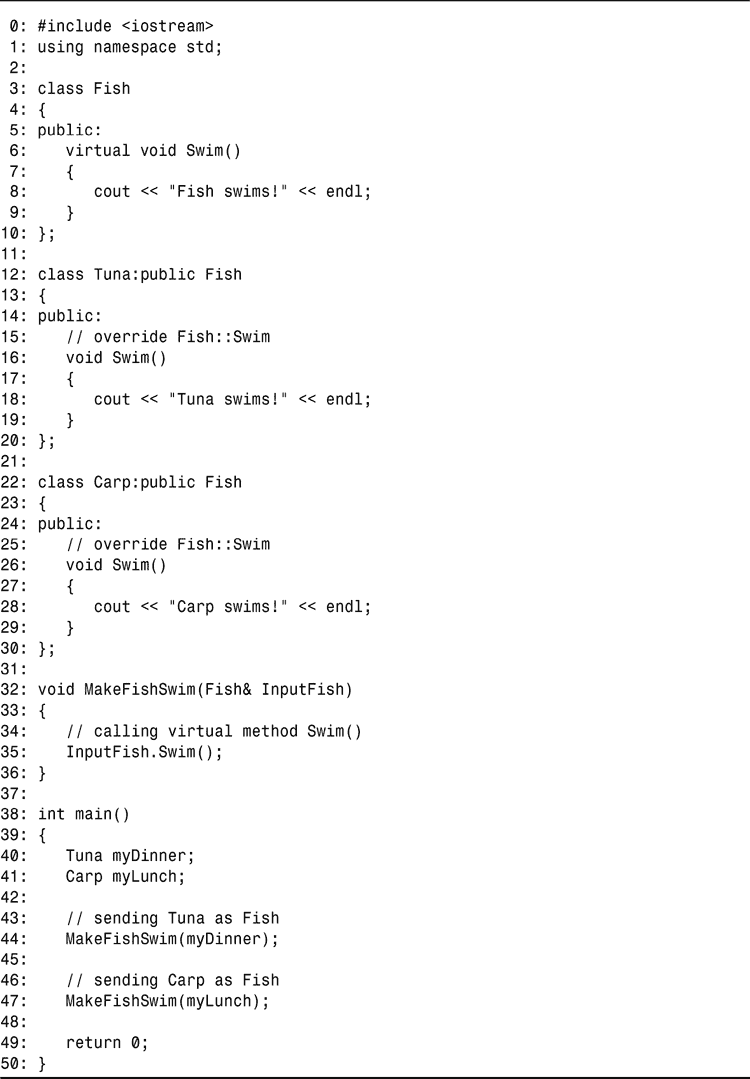 0: #include <iostream>
1: using namespace std;
2:
3: class Fish
4: {
5: public:
6:    virtual void Swim()
7:    {
8:       cout << "Fish swims!" << endl;
9:    }
10: };
11:
12: class Tuna:public Fish
13: {
14: public:
15:    // override Fish::Swim
16:    void Swim()
17:    {
18:       cout << "Tuna swims!" << endl;
19:    }
20: };
21:
22: class Carp:public Fish
23: {
24: public:
25:    // override Fish::Swim
26:    void Swim()
27:    {
28:       cout << "Carp swims!" << endl;
29:    }
30: };
31:
32: void MakeFishSwim(Fish& InputFish)
33: {
34:    // calling virtual method Swim()
35:    InputFish.Swim();
36: }
37:
38: int main()
39: {
40:    Tuna myDinner;
41:    Carp myLunch;
42:
43:    // sending Tuna as Fish
44:    MakeFishSwim(myDinner);
45:
46:    // sending Carp as Fish
47:    MakeFishSwim(myLunch);
48:
49:    return 0;
50: }